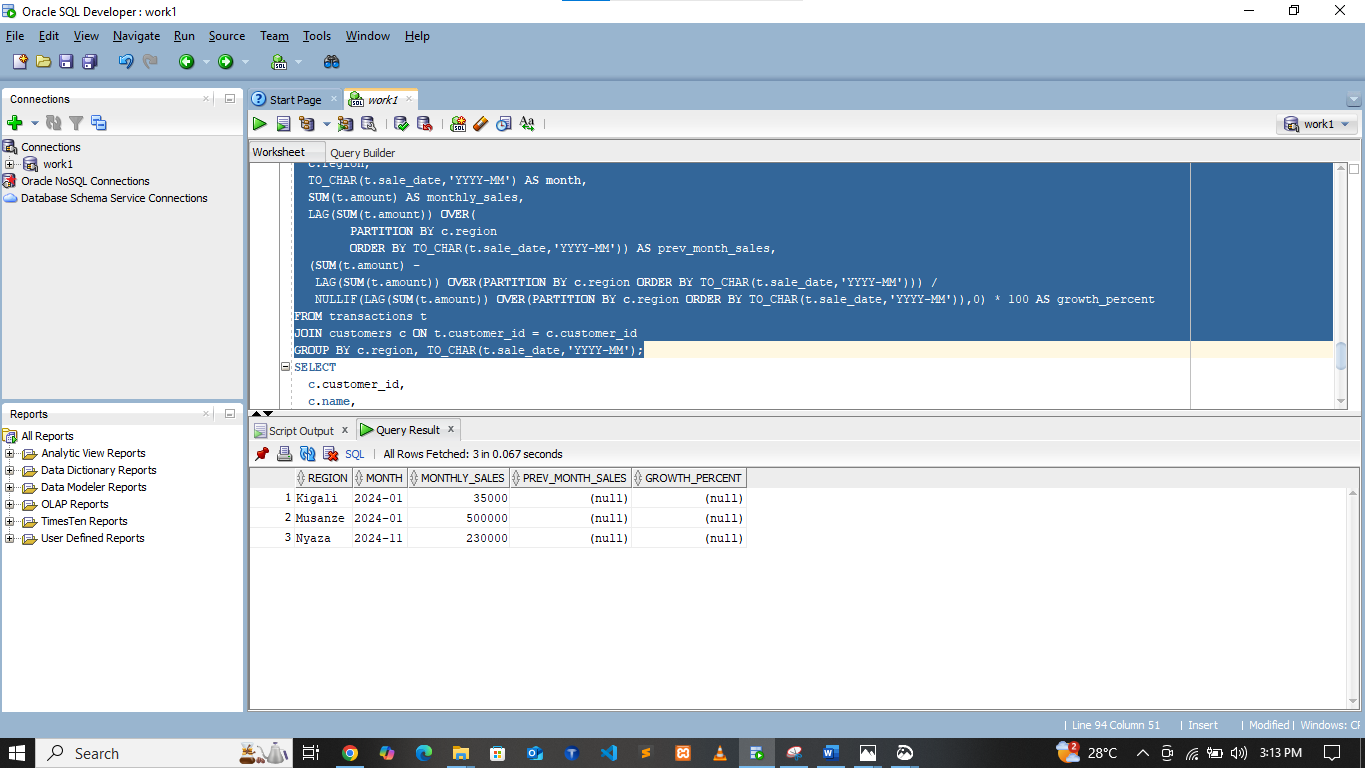 Oracle SQL Developer : work1
File Edit View Navigate Run Source Team Tools Window Help
Connections
Connections
work1
Oracle NoSQL Connections
Database Schema Service Connections
Reports
All Reports
Analytic View Reports
Data Dictionary Reports
Data Modeler Reports
OLAP Reports
TimesTen Reports
User Defined Reports
Start Page
work1
work1
Worksheet Query Builder
c.region,
TO_CHAR(t.sale_date,'YYYY-MM') AS month,
SUM(t.amount) AS monthly_sales,
LAG(SUM(t.amount)) OVER(
PARTITION BY c.region
ORDER BY TO_CHAR(t.sale_date,'YYYY-MM')) AS prev_month_sales,
(SUM(t.amount) -
LAG(SUM(t.amount)) OVER(PARTITION BY c.region ORDER BY TO_CHAR(t.sale_date,'YYYY-MM'))) /
NULLIF(LAG(SUM(t.amount)) OVER(PARTITION BY c.region ORDER BY TO_CHAR(t.sale_date,'YYYY-MM')),0) * 100 AS growth_percent
FROM transactions t
JOIN customers c ON t.customer_id = c.customer_id
GROUP BY c.region, TO_CHAR(t.sale_date,'YYYY-MM');
SELECT
c.customer_id,
c.name,
Script Output x Query Result x
SQL | All Rows Fetched: 3 in 0.067 seconds
REGION MONTH MONTHLY_SALES PREV_MONTH_SALES GROWTH_PERCENT
1 Kigali 2024-01 35000 (null) (null)
2 Musanze 2024-01 500000 (null) (null)
3 Nyaza 2024-11 230000 (null) (null)
| Line 94 Column 51 | Insert | Modified | Windows: CF
Search
28°C
3:13 PM